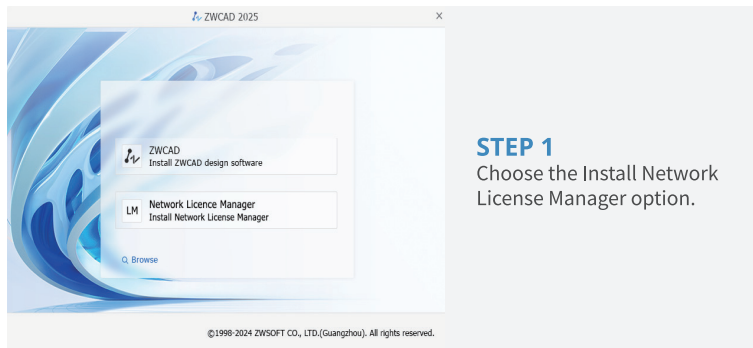 ZWCAD 2025
ZWCAD
Install ZWCAD design software
LM
Network Licence Manager
Install Network License Manager
Browse
©1998-2024 ZWSOFT CO., LTD.(Guangzhou). All rights reserved.
STEP 1
Choose the Install Network
License Manager option.